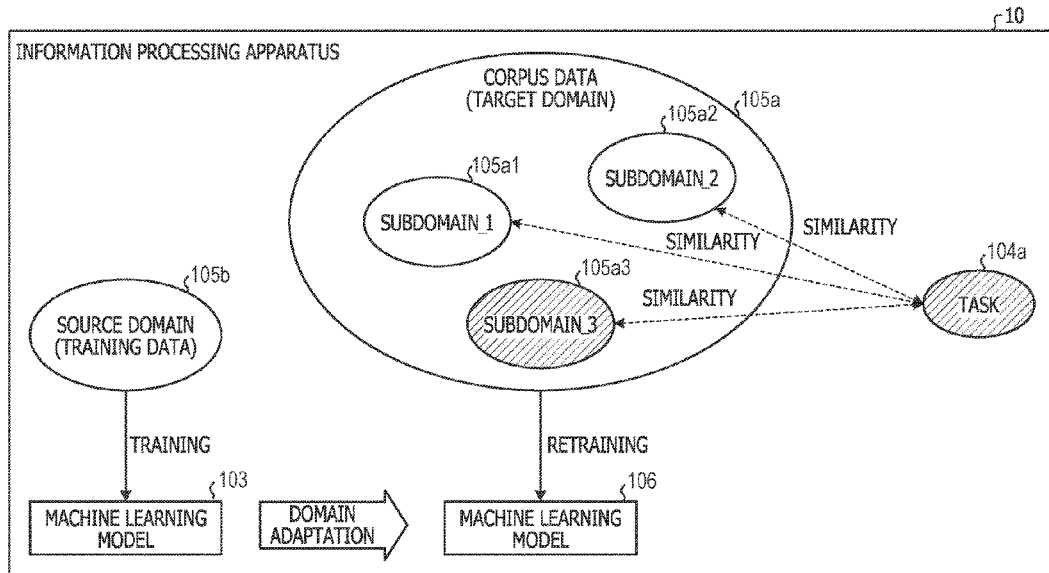 10
INFORMATION PROCESSING APPARATUS
CORPUS DATA
(TARGET DOMAIN)
105a
105a2
SUBDOMAIN_2
105a1
SUBDOMAIN_1
SIMILARITY
SIMILARITY
105a3
SIMILARITY
SUBDOMAIN_3
104a
TASK
105b
SOURCE DOMAIN
(TRAINING DATA)
TRAINING
RETRAINING
103
MACHINE LEARNING
MODEL
DOMAIN
ADAPTATION
106
MACHINE LEARNING
MODEL